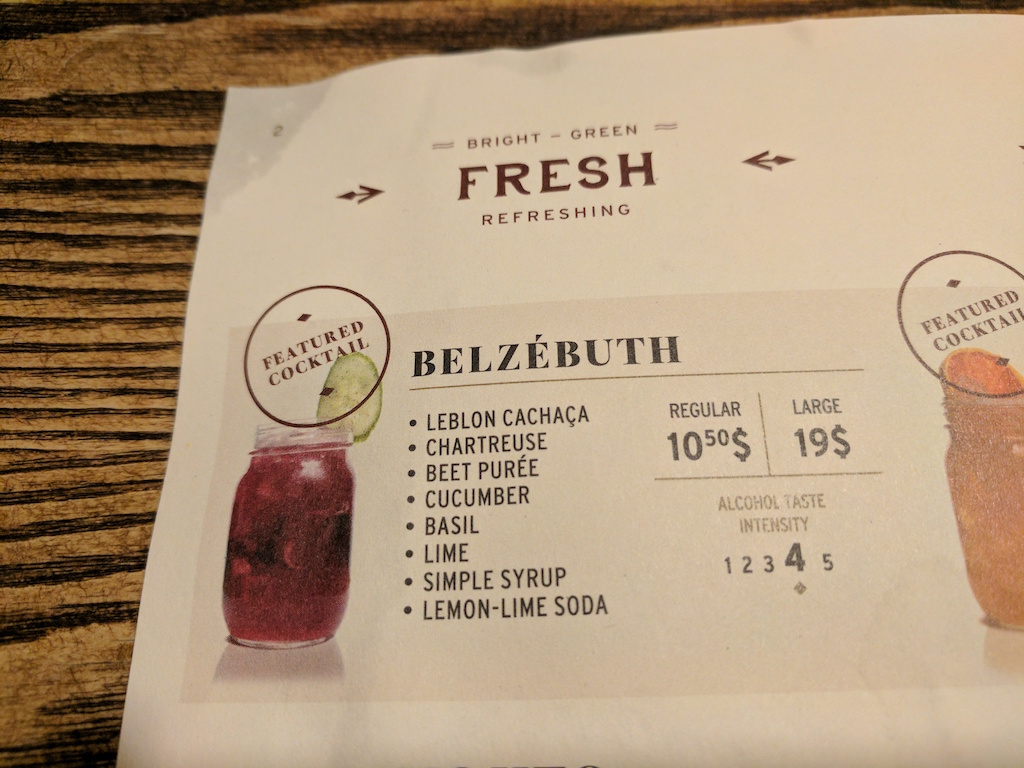 2
BRIGHT – GREEN
FRESH
REFRESHING
FEATURED
COCKTAIL
BELZÉBUTH
• LEBLON CACHAÇA
• CHARTREUSE
• BEET PURÉE
• CUCUMBER
• BASIL
• LIME
• SIMPLE SYRUP
• LEMON-LIME SODA
REGULAR
10⁵⁰$
LARGE
19$
ALCOHOL TASTE
INTENSITY
1 2 3 4 5
FEATURED
COCKTAIL